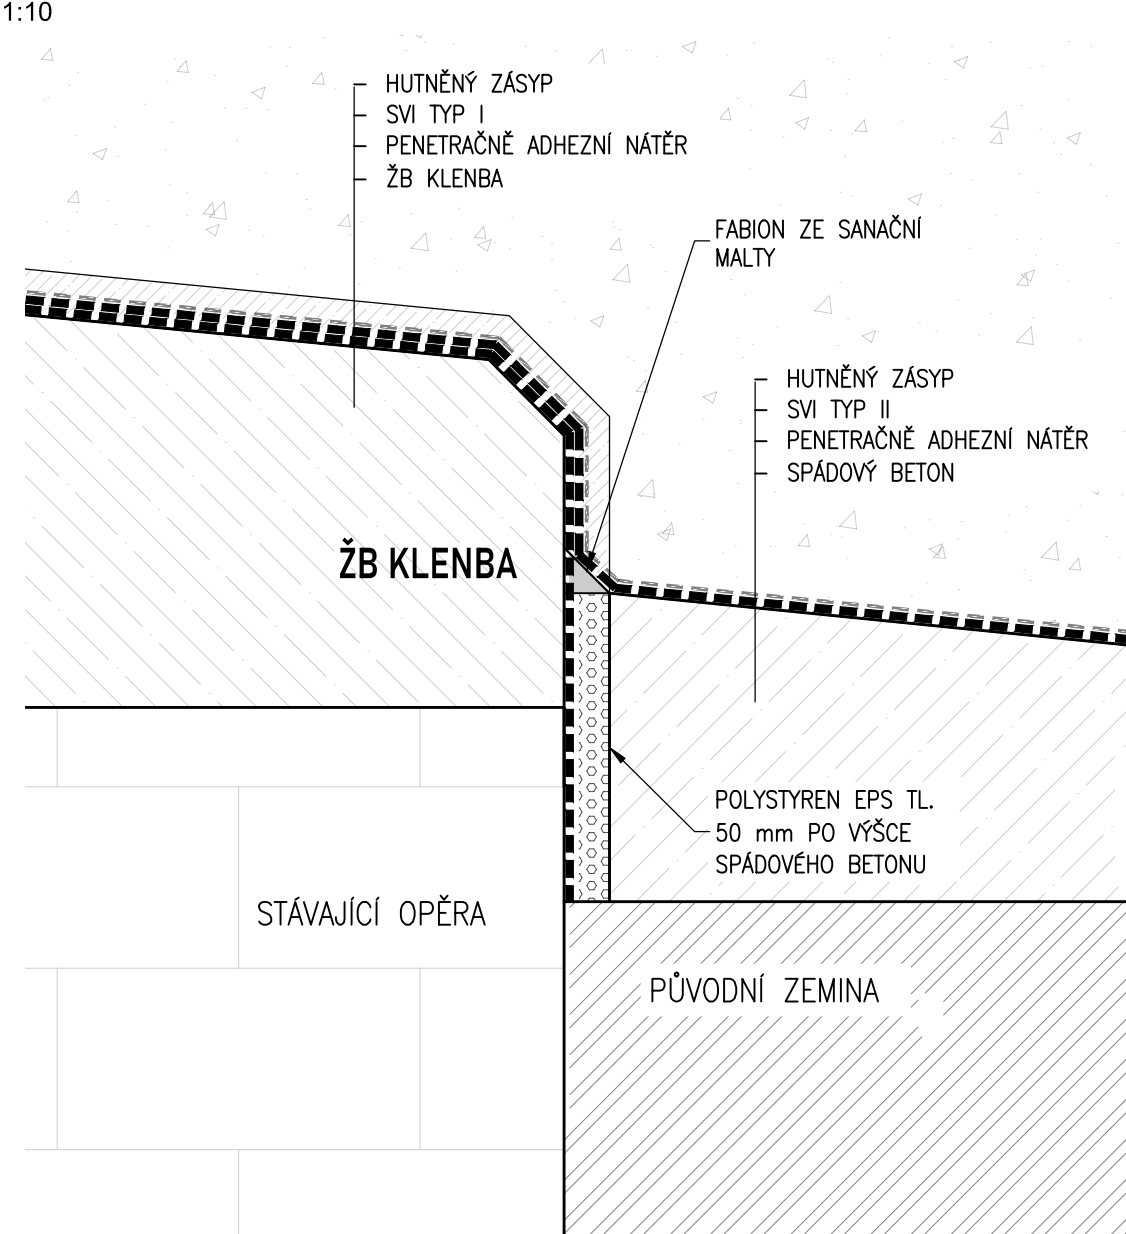 1:10
HUTNĚNÝ ZÁSYP
SVI TYP I
PENETRAČNĚ ADHEZNÍ NÁTĚR
ŽB KLENBA
FABION ZE SANAČNÍ
MALTY
HUTNĚNÝ ZÁSYP
SVI TYP II
PENETRAČNĚ ADHEZNÍ NÁTĚR
SPÁDOVÝ BETON
ŽB KLENBA
POLYSTYREN EPS TL.
50 mm PO VÝŠCE
SPÁDOVÉHO BETONU
STÁVAJÍCÍ OPĚRA
PŮVODNÍ ZEMINA